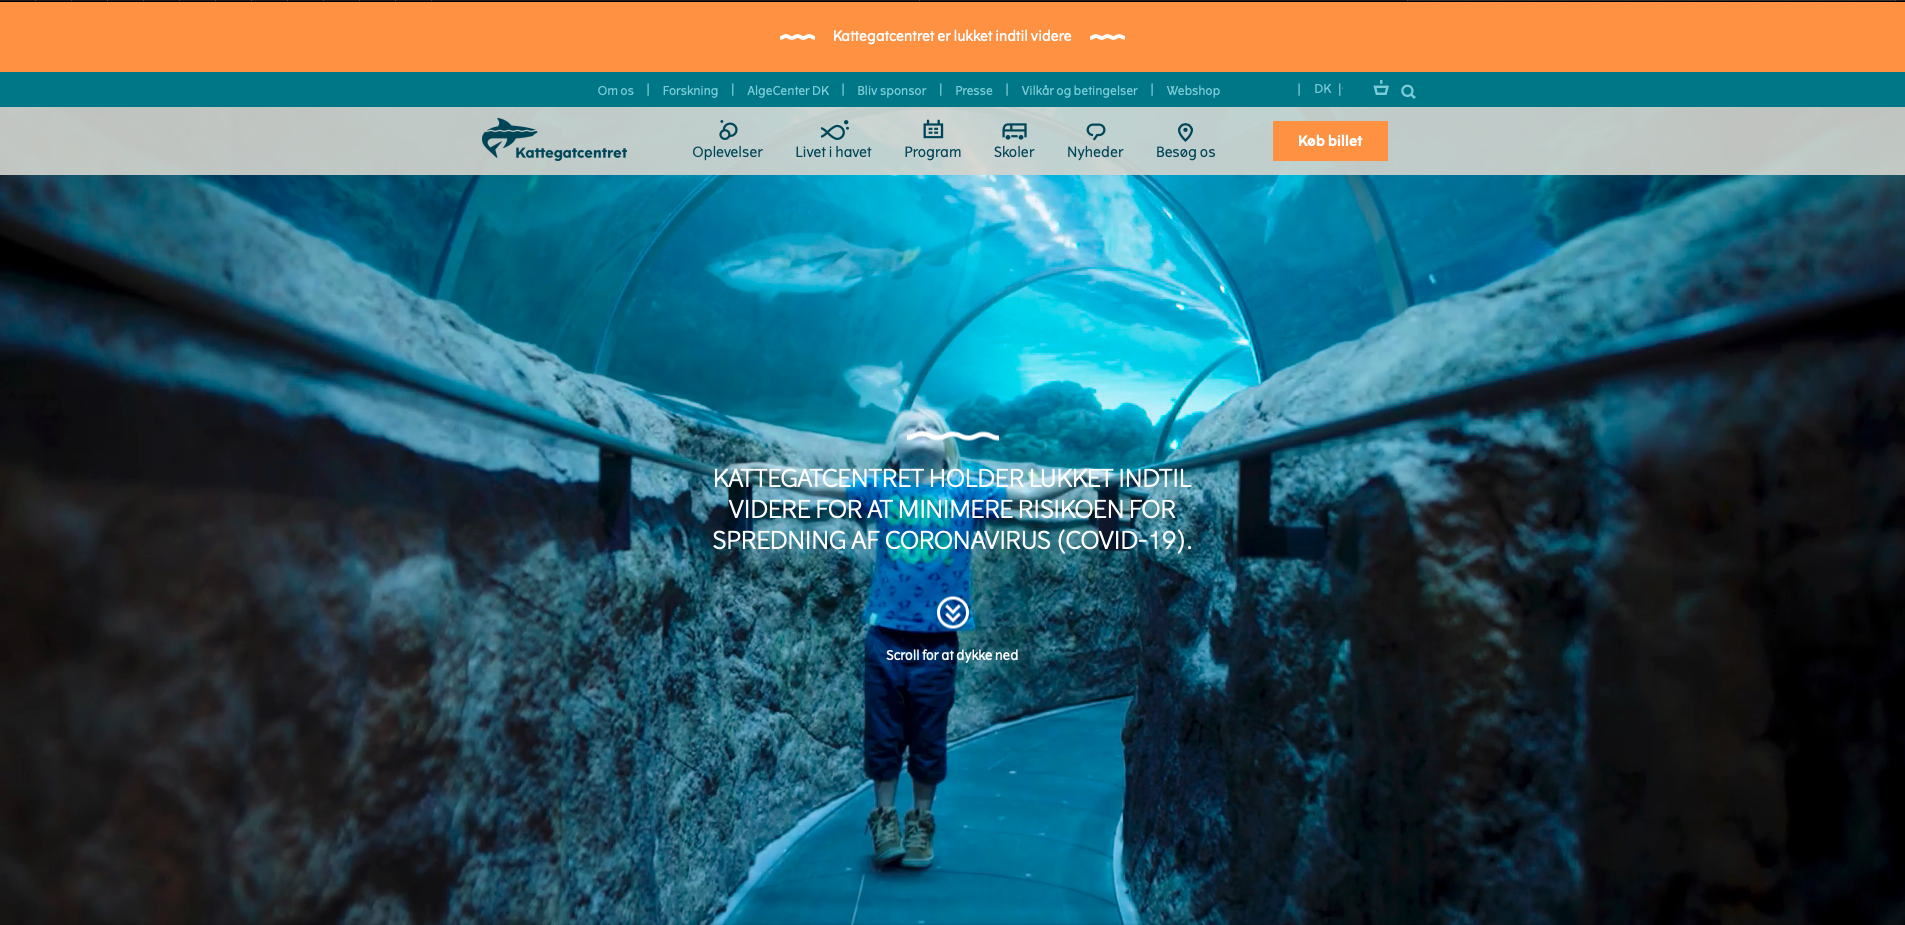 Kattegatcentret er lukket indtil videre
Om os | Forskning | AlgeCenter DK | Bliv sponsor | Presse | Vilkår og betingelser | Webshop | DK |
Kattegatcentret
Oplevelser Livet i havet Program Skoler Nyheder Besøg os
Køb billet
KATTEGATCENTRET HOLDER LUKKET INDTIL
VIDERE FOR AT MINIMERE RISIKOEN FOR
SPREDNING AF CORONAVIRUS (COVID-19).
Scroll for at dykke ned